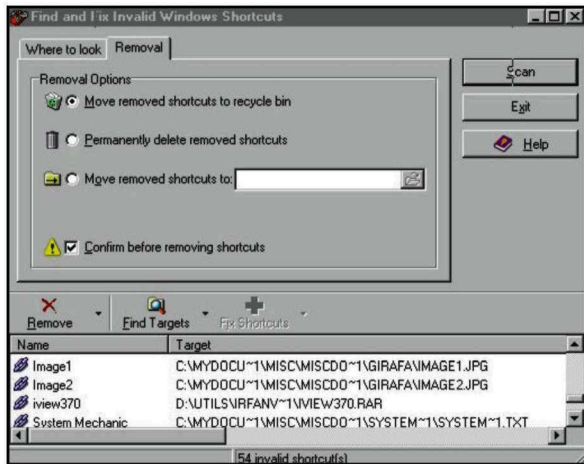 Find and Fix Invalid Windows Shortcuts
Where to look Removal
Removal Options
Move removed shortcuts to recycle bin
Permanently delete removed shortcuts
Move removed shortcuts to:
Confirm before removing shortcuts
Scan
Exit
Help
Remove Find Targets Fix Shortcuts
Name Target
Image1 C:\MYDOCU~1\MISC\MISCDO~1\GIRAFA\IMAGE1.JPG
Image2 C:\MYDOCU~1\MISC\MISCDO~1\GIRAFA\IMAGE2.JPG
iview370 D:\UTILS\IRFANV~1\IVIEW370.RAR
System Mechanic C:\MYDOCU~1\MISC\MISCDO~1\SYSTEM~1\SYSTEM~1.TXT
54 invalid shortcut(s)